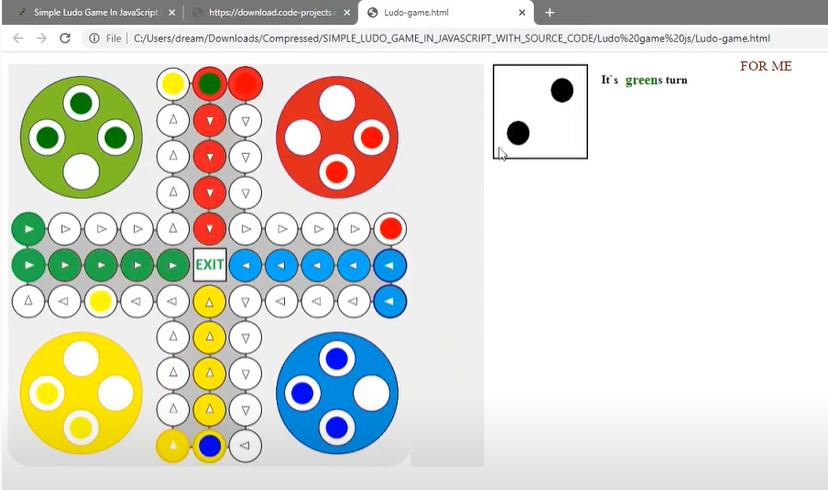 Simple Ludo Game In JavaScript
https://download.code-projects
Ludo-game.html
File
C:/Users/dream/Downloads/Compressed/SIMPLE_LUDO_GAME_IN_JAVASCRIPT_WITH_SOURCE_CODE/Ludo%20game%20js/Ludo-game.html
FOR ME
It`s greens turn
EXIT